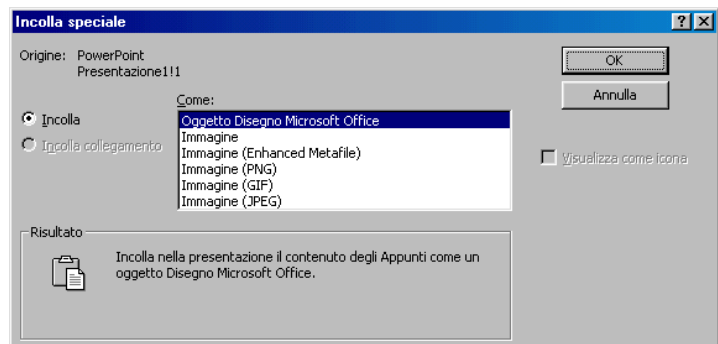 Incolla speciale
Origine: PowerPoint
Presentazione1!1
OK
Annulla
Come:
Incolla
Incolla collegamento
Oggetto Disegno Microsoft Office
Immagine
Immagine (Enhanced Metafile)
Immagine (PNG)
Immagine (GIF)
Immagine (JPEG)
Visualizza come icona
Risultato
Incolla nella presentazione il contenuto degli Appunti come un
oggetto Disegno Microsoft Office.